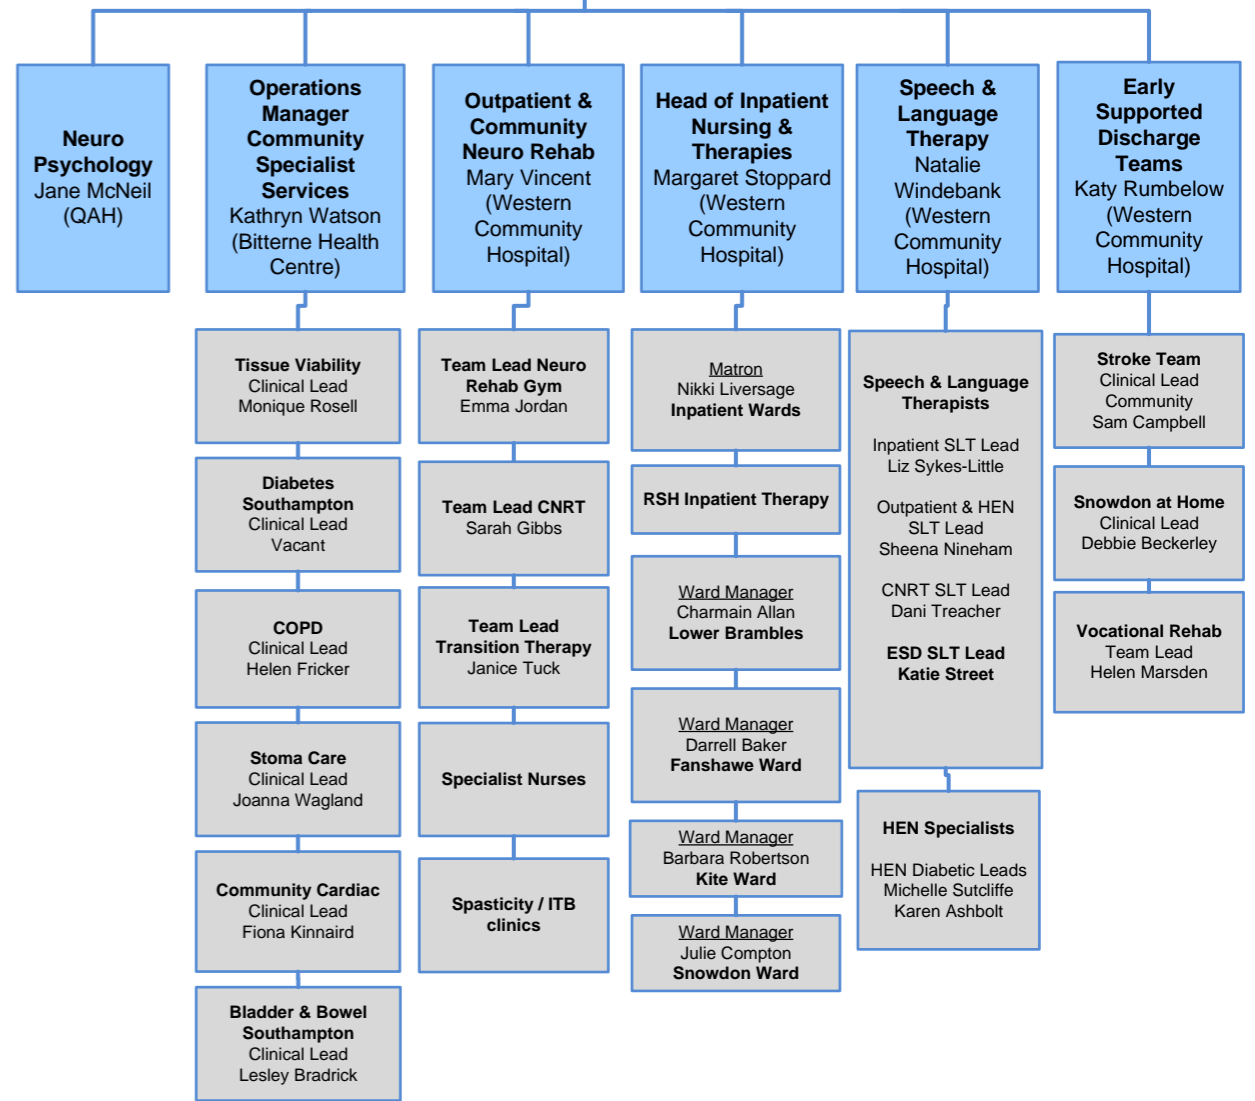 Neuro
Psychology
Jane McNeil
(QAH)
Operations
Manager
Community
Specialist
Services
Kathryn Watson
(Bitterne Health
Centre)
Outpatient &
Community
Neuro Rehab
Mary Vincent
(Western
Community
Hospital)
Head of Inpatient
Nursing &
Therapies
Margaret Stoppard
(Western
Community
Hospital)
Speech &
Language
Therapy
Natalie
Windebank
(Western
Community
Hospital)
Early
Supported
Discharge
Teams
Katy Rumbelow
(Western
Community
Hospital)
Tissue Viability
Clinical Lead
Monique Rosell
Diabetes
Southampton
Clinical Lead
Vacant
COPD
Clinical Lead
Helen Fricker
Stoma Care
Clinical Lead
Joanna Wagland
Community Cardiac
Clinical Lead
Fiona Kinnaird
Bladder & Bowel
Southampton
Clinical Lead
Lesley Bradrick
Team Lead Neuro
Rehab Gym
Emma Jordan
Team Lead CNRT
Sarah Gibbs
Team Lead
Transition Therapy
Janice Tuck
Specialist Nurses
Spasticity / ITB
clinics
Matron
Nikki Liversage
Inpatient Wards
RSH Inpatient Therapy
Ward Manager
Charmain Allan
Lower Brambles
Ward Manager
Darrell Baker
Fanshawe Ward
Ward Manager
Barbara Robertson
Kite Ward
Ward Manager
Julie Compton
Snowdon Ward
Speech & Language
Therapists
Inpatient SLT Lead
Liz Sykes-Little
Outpatient & HEN
SLT Lead
Sheena Nineham
CNRT SLT Lead
Dani Treacher
ESD SLT Lead
Katie Street
HEN Specialists
HEN Diabetic Leads
Michelle Sutcliffe
Karen Ashbolt
Stroke Team
Clinical Lead
Community
Sam Campbell
Snowdon at Home
Clinical Lead
Debbie Beckerley
Vocational Rehab
Team Lead
Helen Marsden